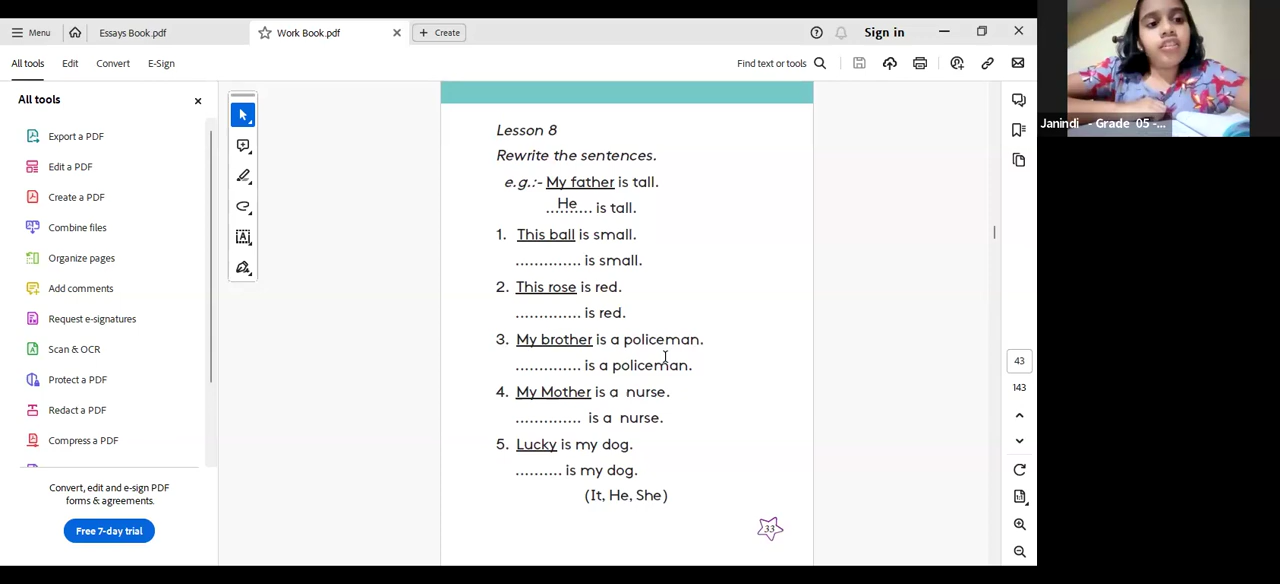 Menu
Essays Book.pdf
Work Book.pdf
Create
Sign in
All tools
Edit
Convert
E-Sign
Find text or tools
All tools
Export a PDF
Edit a PDF
Create a PDF
Combine files
Organize pages
Add comments
Request e-signatures
Scan & OCR
Protect a PDF
Redact a PDF
Compress a PDF
Convert, edit and e-sign PDF
forms & agreements.
Free 7-day trial
Lesson 8
Rewrite the sentences.
e.g.:- My father is tall.
....He.... is tall.
1. This ball is small.
.............. is small.
2. This rose is red.
.............. is red.
3. My brother is a policeman.
.............. is a policeman.
4. My Mother is a nurse.
.............. is a nurse.
5. Lucky is my dog.
.......... is my dog.
(It, He, She)
33
43
143
Janindi - Grade 05 -...